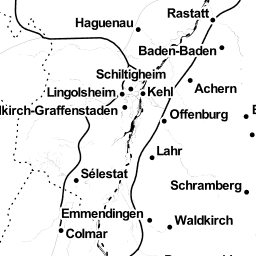 Rastatt
Haguenau
Baden-Baden
Schiltigheim
Achern
Lingolsheim
Kehl
lkirch-Graffenstaden
Offenburg
Lahr
Sélestat
Schramberg
Emmendingen
Waldkirch
Colmar